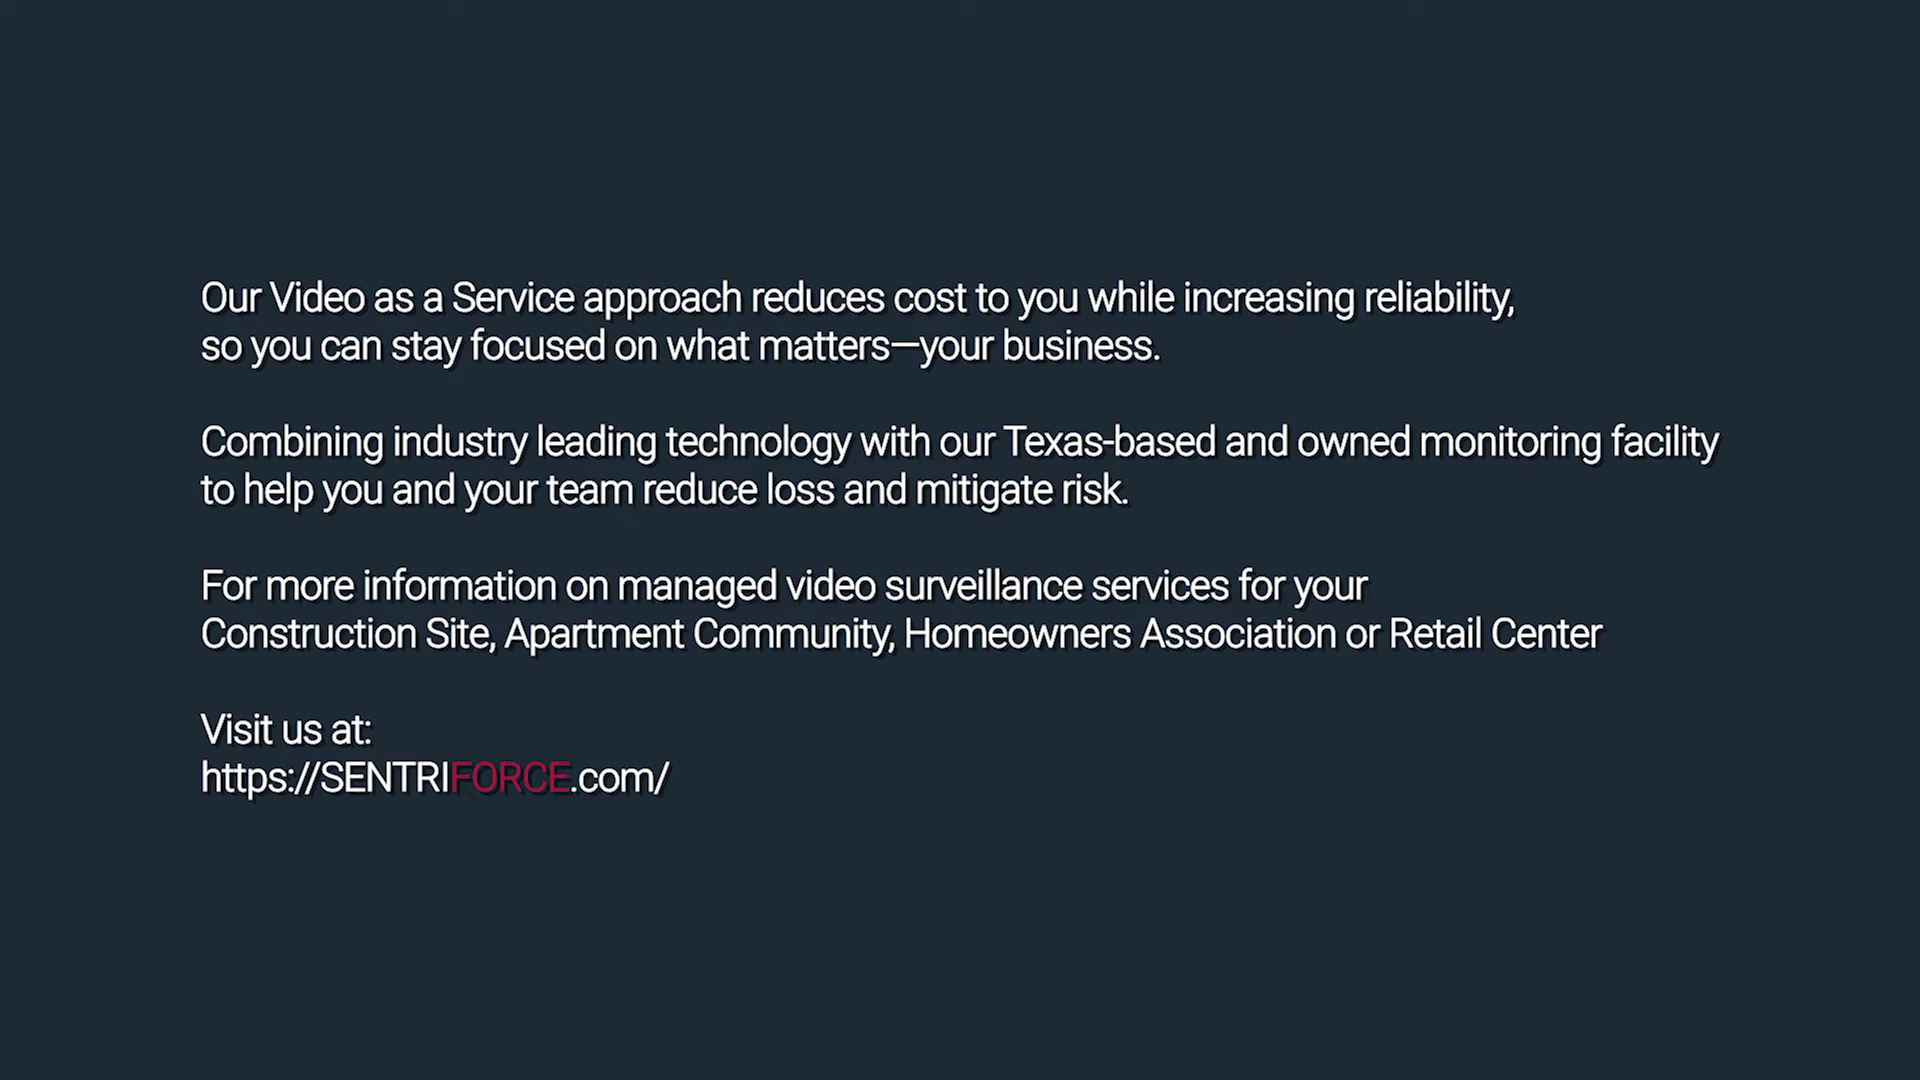 Our Video as a Service approach reduces cost to you while increasing reliability,
so you can stay focused on what matters—your business.
Combining industry leading technology with our Texas-based and owned monitoring facility
to help you and your team reduce loss and mitigate risk.
For more information on managed video surveillance services for your
Construction Site, Apartment Community, Homeowners Association or Retail Center
Visit us at:
https://SENTRIFORCE.com/